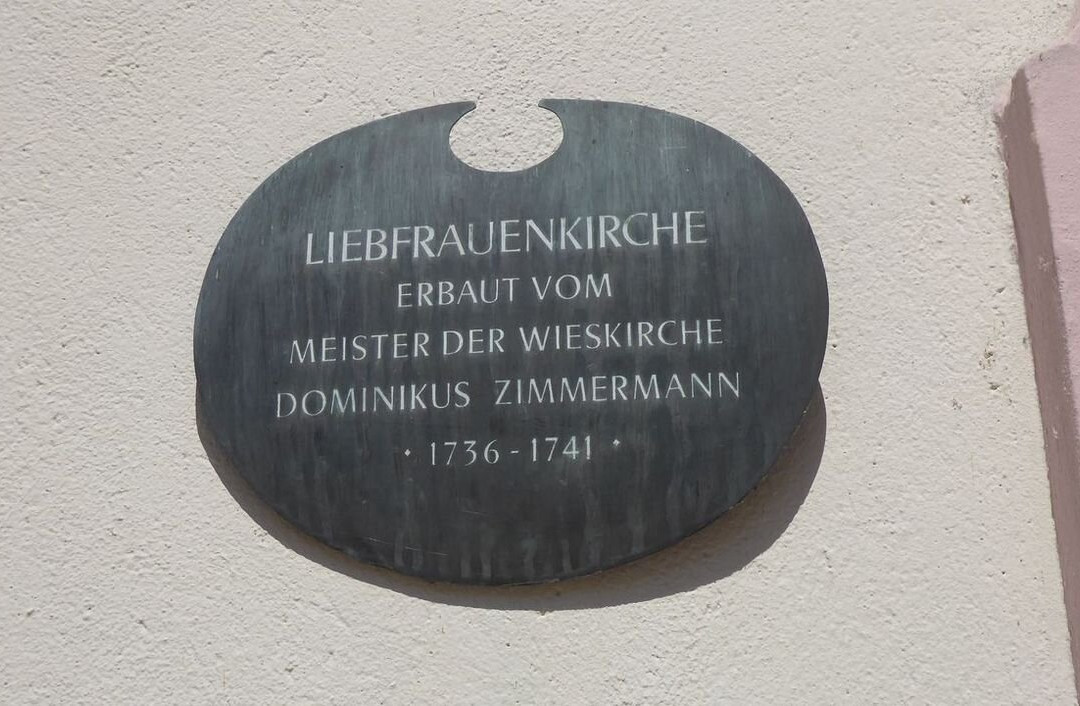 LIEBFRAUENKIRCHE
ERBAUT VOM
MEISTER DER WIESKIRCHE
DOMINIKUS ZIMMERMANN
· 1736 - 1741 ·